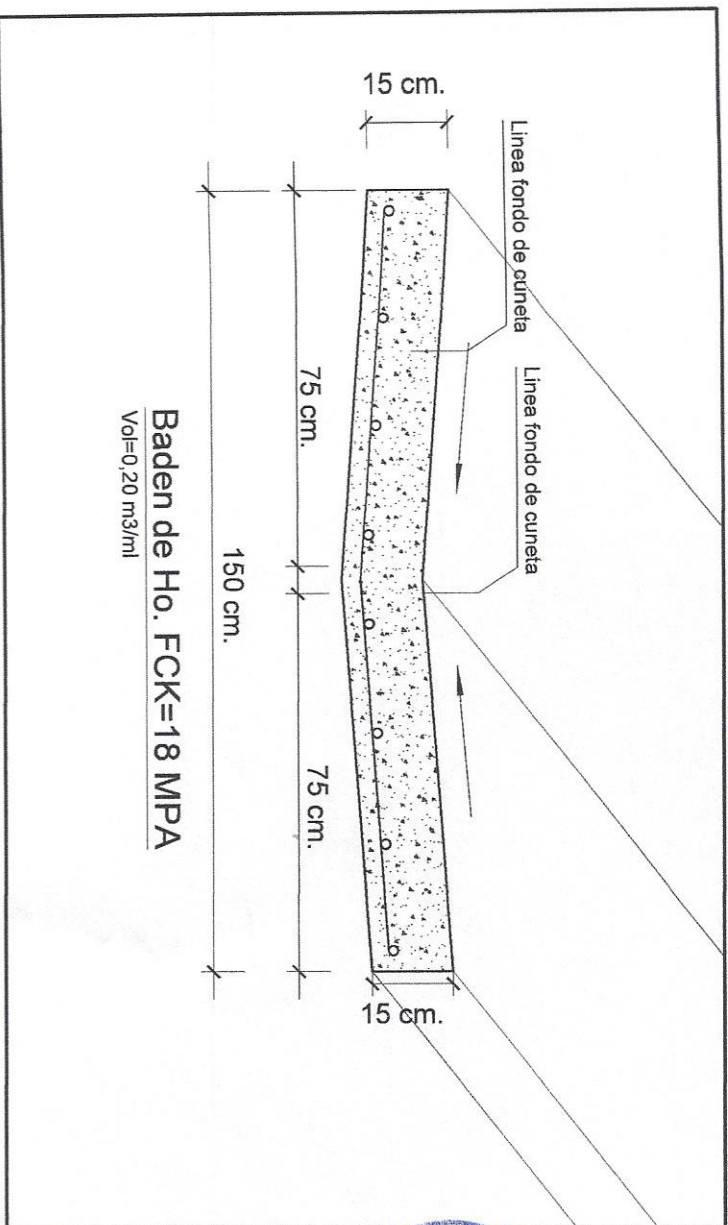 15 cm.
Linea fondo de cuneta
Linea fondo de cuneta
75 cm.
75 cm.
150 cm.
15 cm.
Baden de Ho. FCK=18 MPA
Vol=0,20 m3/ml